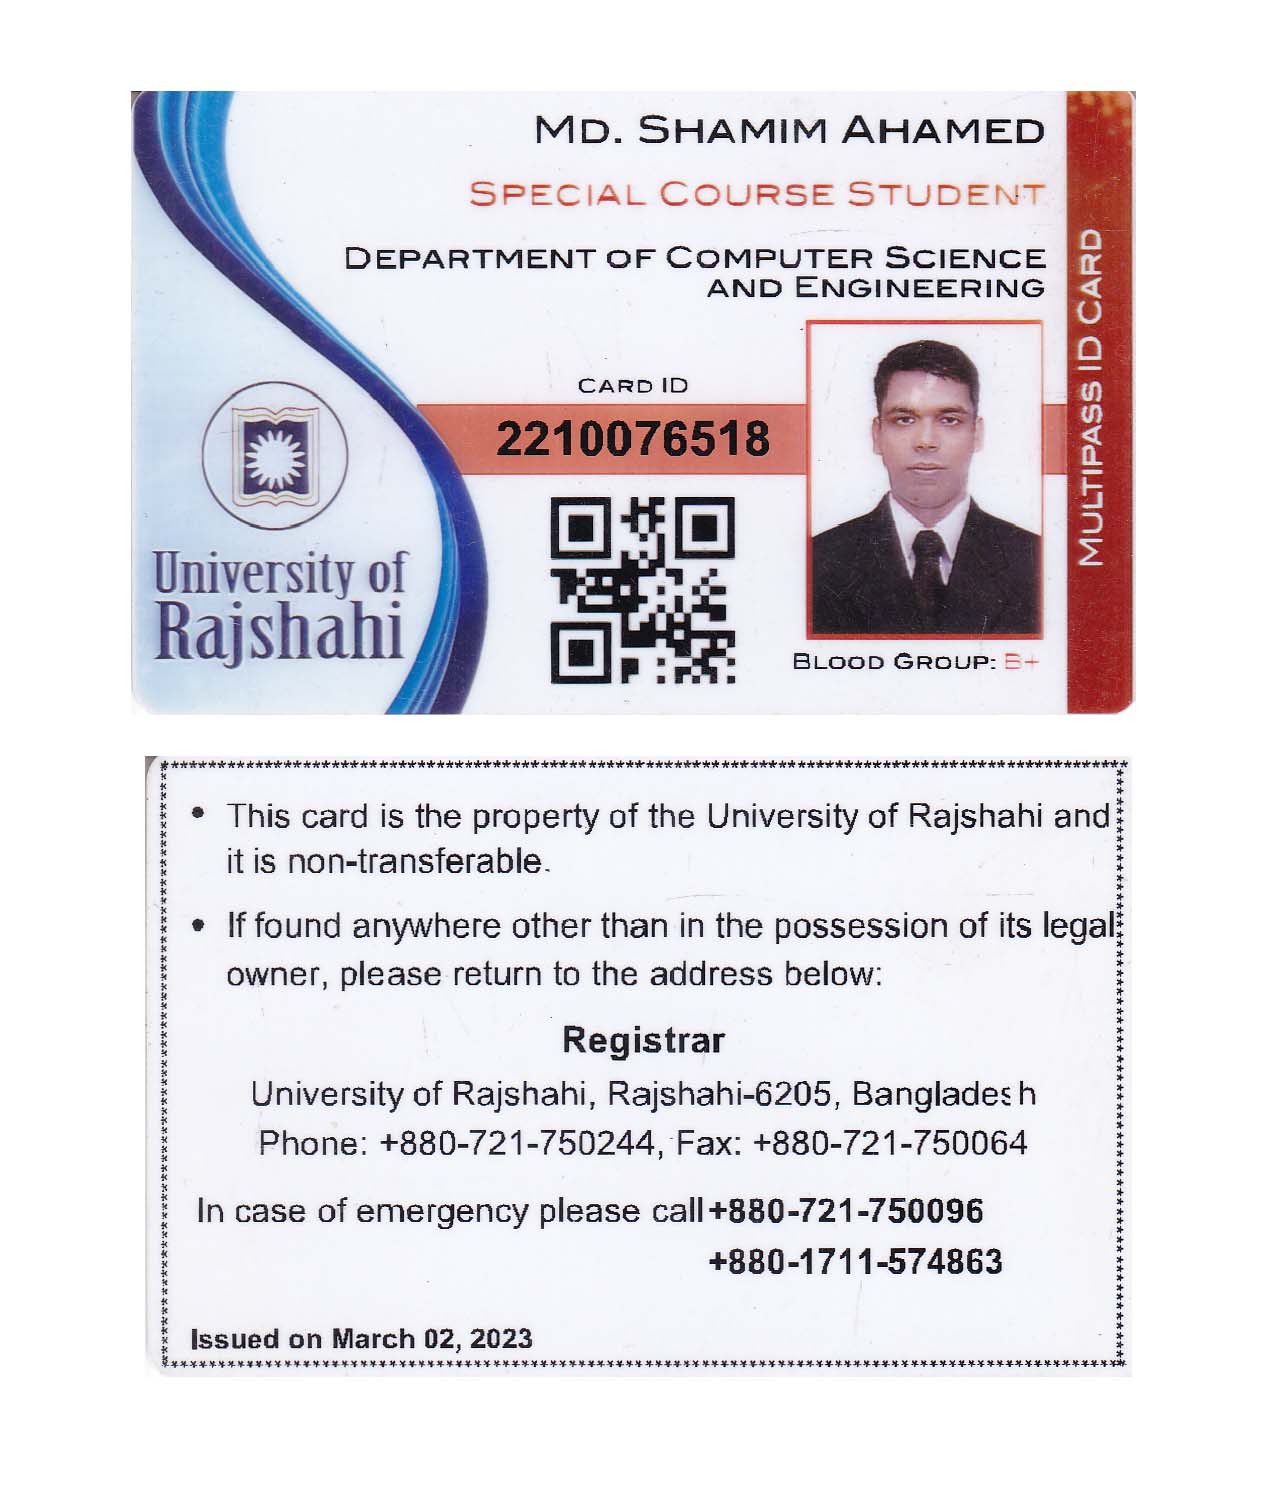 MD. SHAMIM AHAMED
SPECIAL COURSE STUDENT
DEPARTMENT OF COMPUTER SCIENCE
AND ENGINEERING
CARD ID
2210076518
University of
Rajshahi
BLOOD GROUP: B+
MULTIPASS ID CARD
• This card is the property of the University of Rajshahi and
it is non-transferable.
• If found anywhere other than in the possession of its legal
owner, please return to the address below:
Registrar
University of Rajshahi, Rajshahi-6205, Bangladesh
Phone: +880-721-750244, Fax: +880-721-750064
In case of emergency please call +880-721-750096
+880-1711-574863
Issued on March 02, 2023